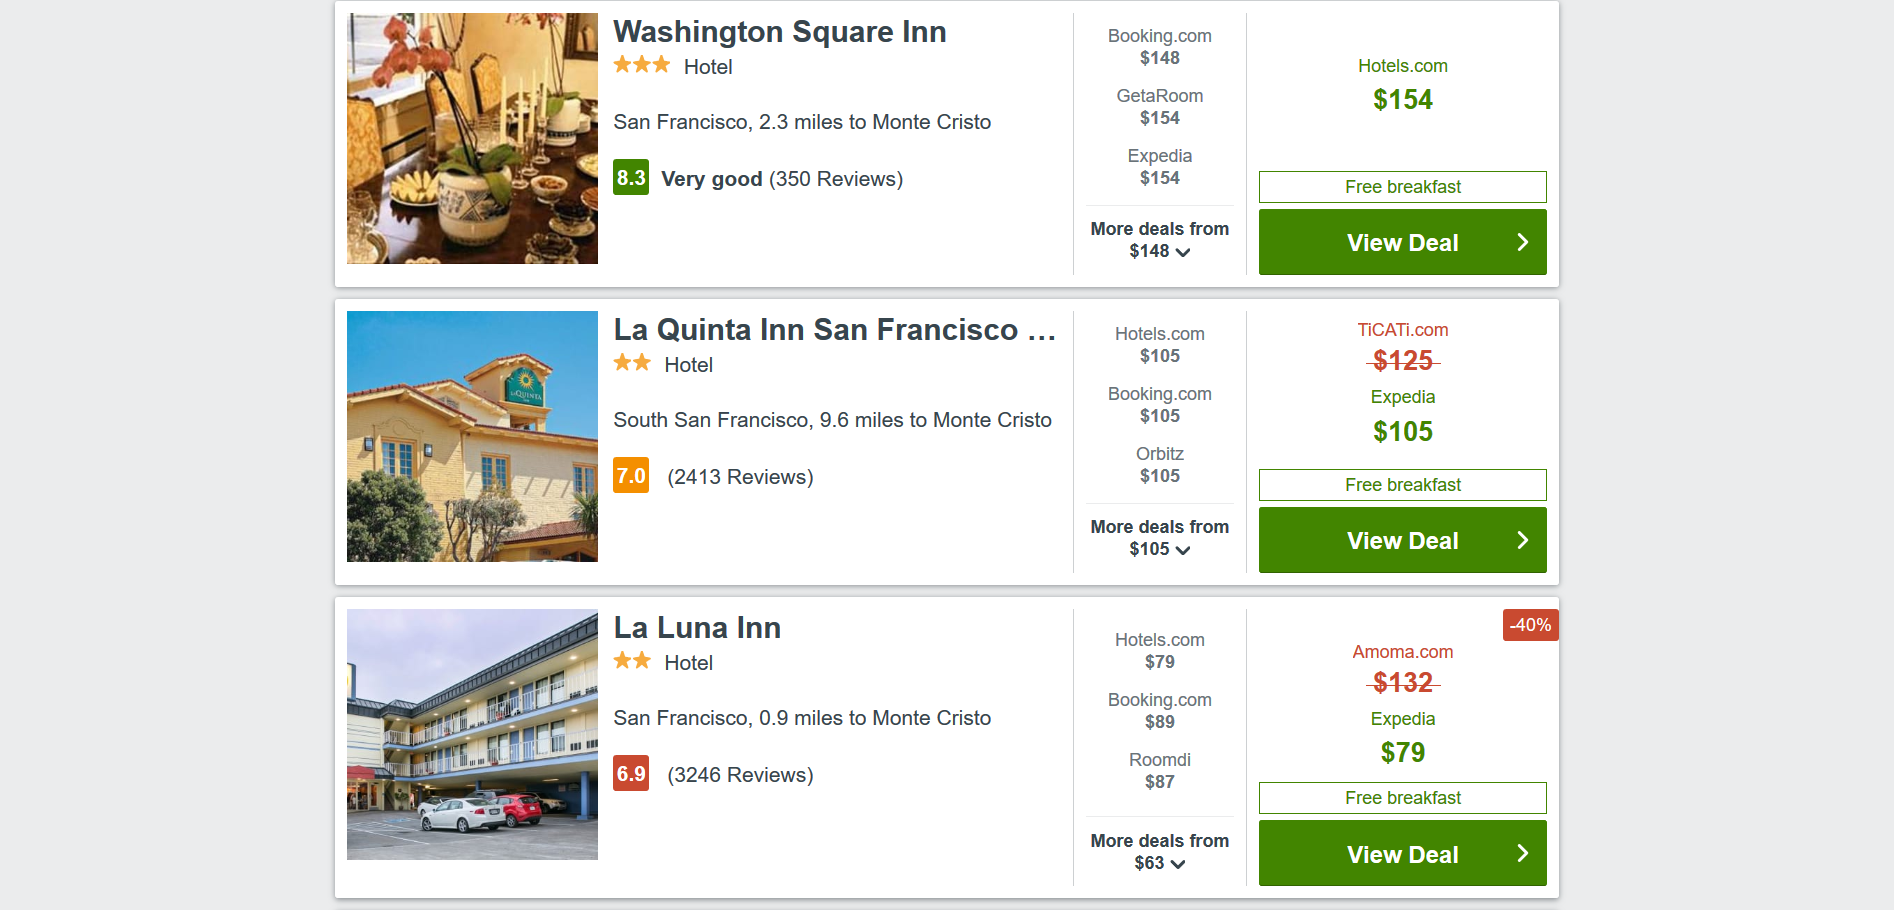 Washington Square Inn
Hotel
San Francisco, 2.3 miles to Monte Cristo
8.3 Very good (350 Reviews)
Booking.com
$148
GetaRoom
$154
Expedia
$154
More deals from
$148
Hotels.com
$154
Free breakfast
View Deal
La Quinta Inn San Francisco ...
Hotel
South San Francisco, 9.6 miles to Monte Cristo
7.0 (2413 Reviews)
LAQUINTA
Hotels.com
$105
Booking.com
$105
Orbitz
$105
More deals from
$105
TiCATi.com
$125
Expedia
$105
Free breakfast
View Deal
La Luna Inn
Hotel
San Francisco, 0.9 miles to Monte Cristo
6.9 (3246 Reviews)
Hotels.com
$79
Booking.com
$89
Roomdi
$87
More deals from
$63
-40%
Amoma.com
$132
Expedia
$79
Free breakfast
View Deal